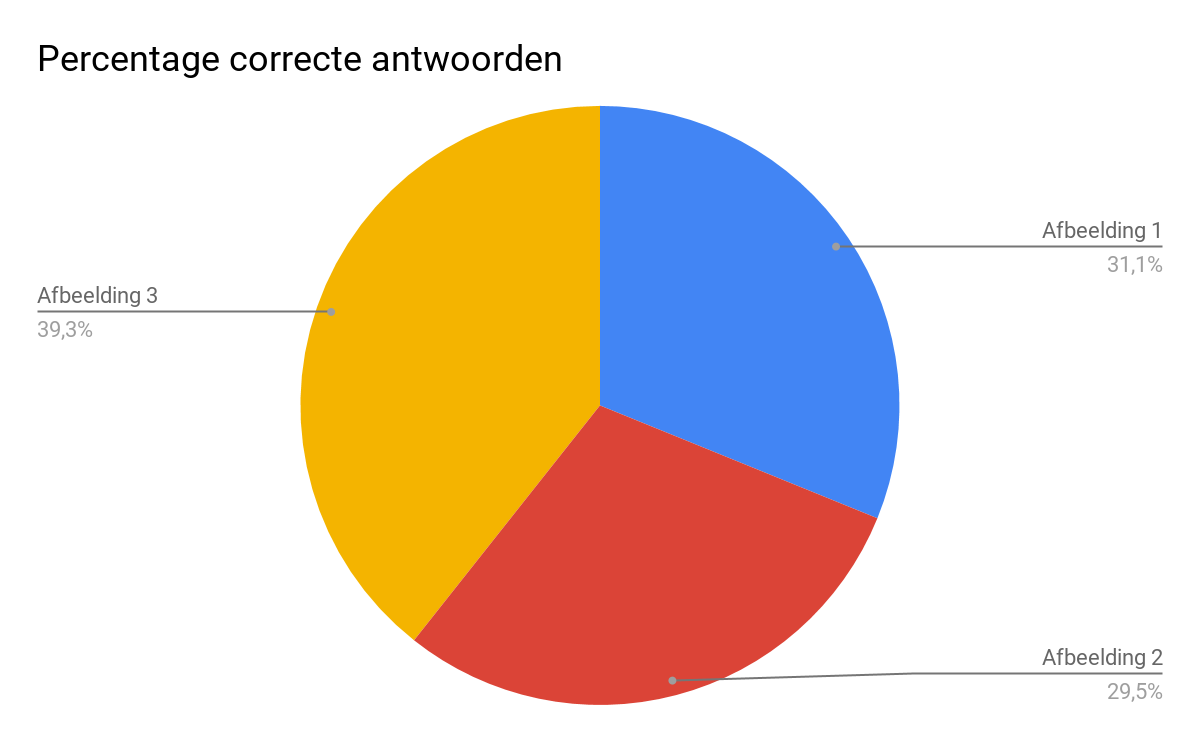 Percentage correcte antwoorden
Afbeelding 1
31,1%
Afbeelding 3
39,3%
Afbeelding 2
29,5%